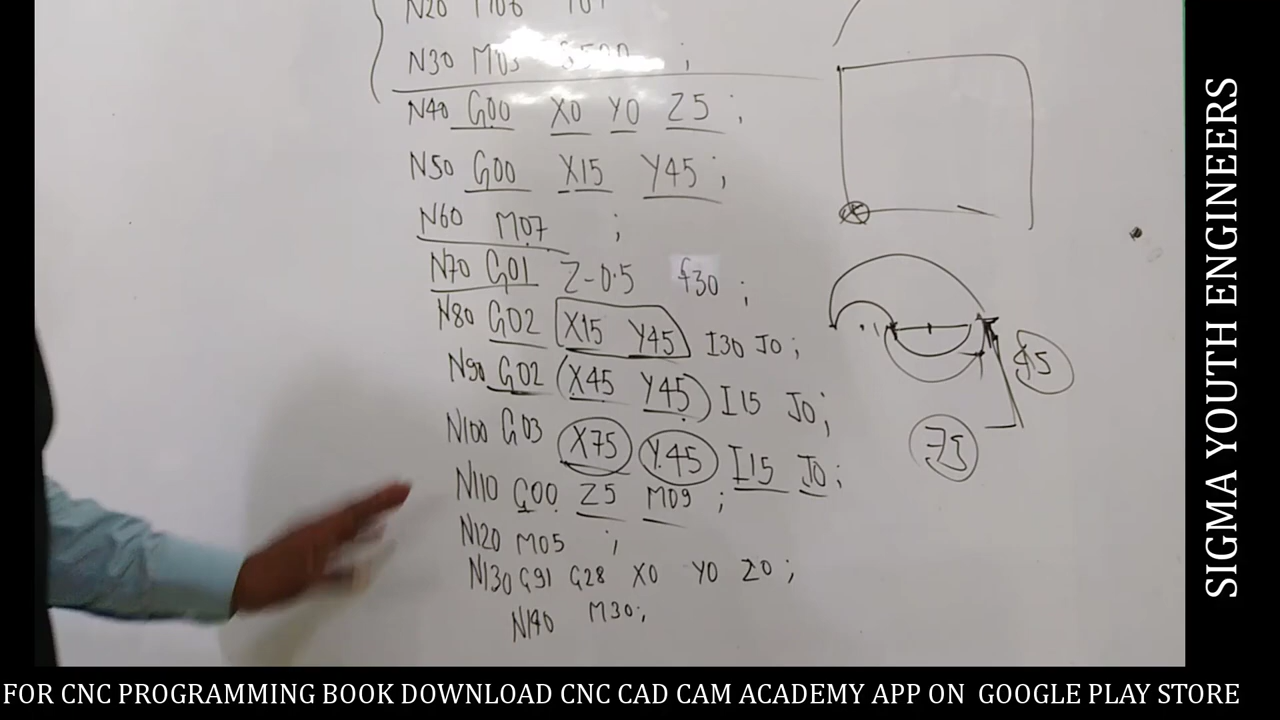 N20 M06
N30 M03 ;
N40 G00 X0 Y0 Z5 ;
N50 G00 X15 Y45 ;
N60 M07 ;
N70 G01 Z-0.5 f30 ;
N80 G02 X15 Y45 I30 J0 ;
N90 G02 (X45 Y45) I15 J0 ;
N100 G03 X75 Y45 I15 J0 ;
N110 G00 Z5 M09 ;
N120 M05 ;
N130 G91 G28 X0 Y0 Z0 ;
N140 M30;
45
75
SIGMA YOUTH ENGINEERS
FOR CNC PROGRAMMING BOOK DOWNLOAD CNC CAD CAM ACADEMY APP ON GOOGLE PLAY STORE